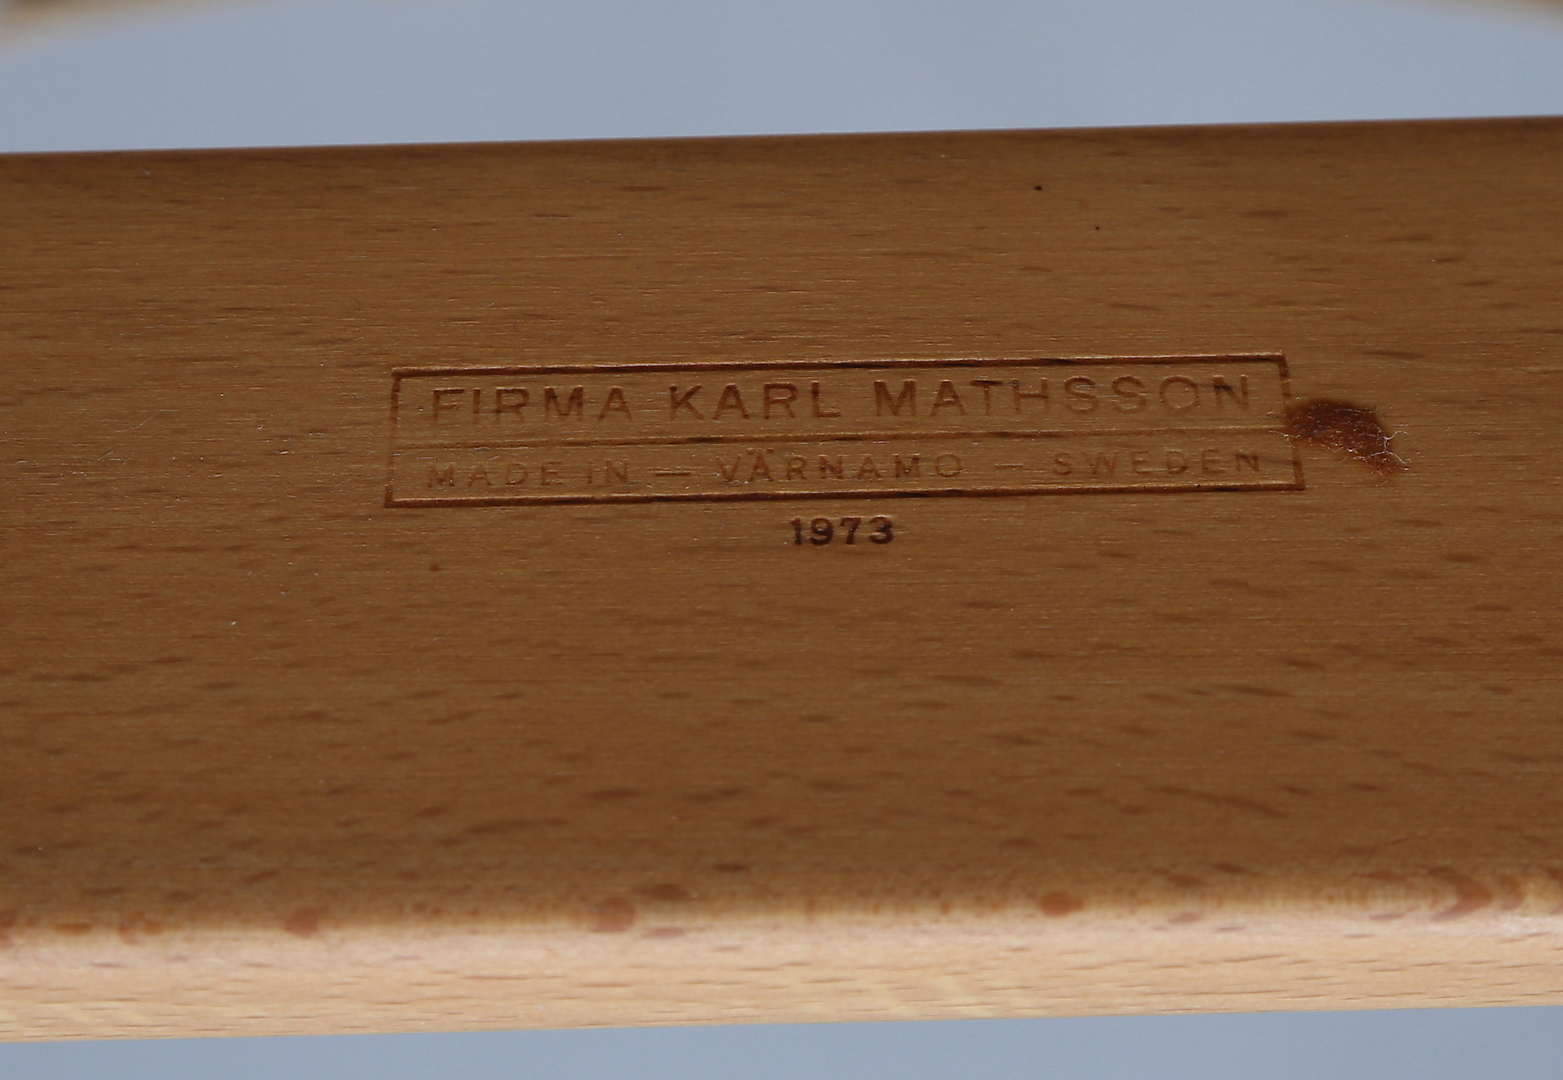 FIRMA KARL MATHSSON
MADE IN — VÄRNAMO — SWEDEN
1973